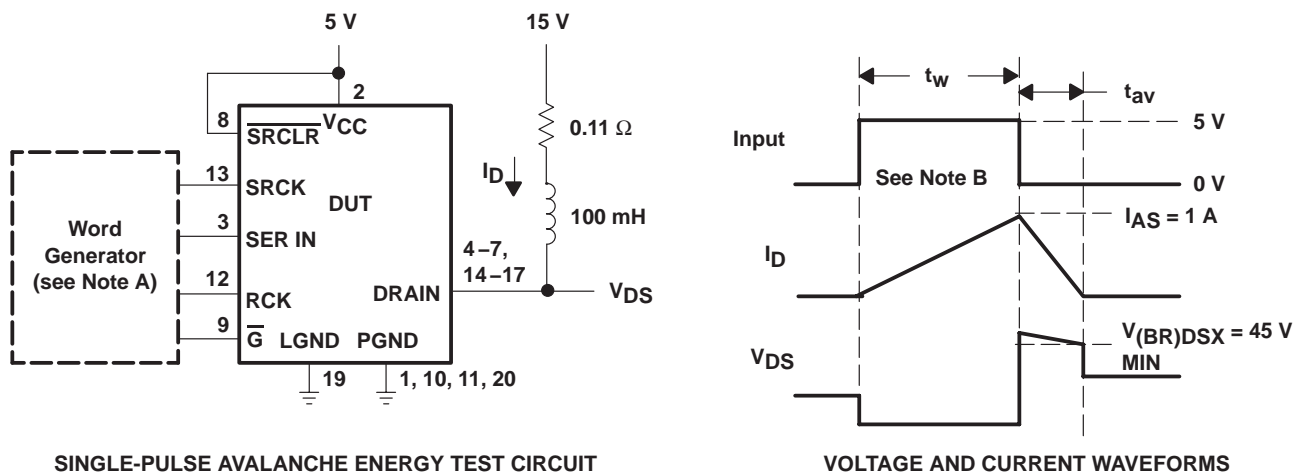 5 V
15 V
2
8
SRCLR
VCC
0.11 Ω
ID
100 mH
Word
Generator
(see Note A)
13
SRCK
DUT
3
SER IN
12
RCK
4–7,
14–17
DRAIN
VDS
9
G
LGND
PGND
19
1, 10, 11, 20
SINGLE-PULSE AVALANCHE ENERGY TEST CIRCUIT
tw
tav
Input
5 V
See Note B
0 V
IAS = 1 A
ID
V(BR)DSX = 45 V
MIN
VDS
VOLTAGE AND CURRENT WAVEFORMS